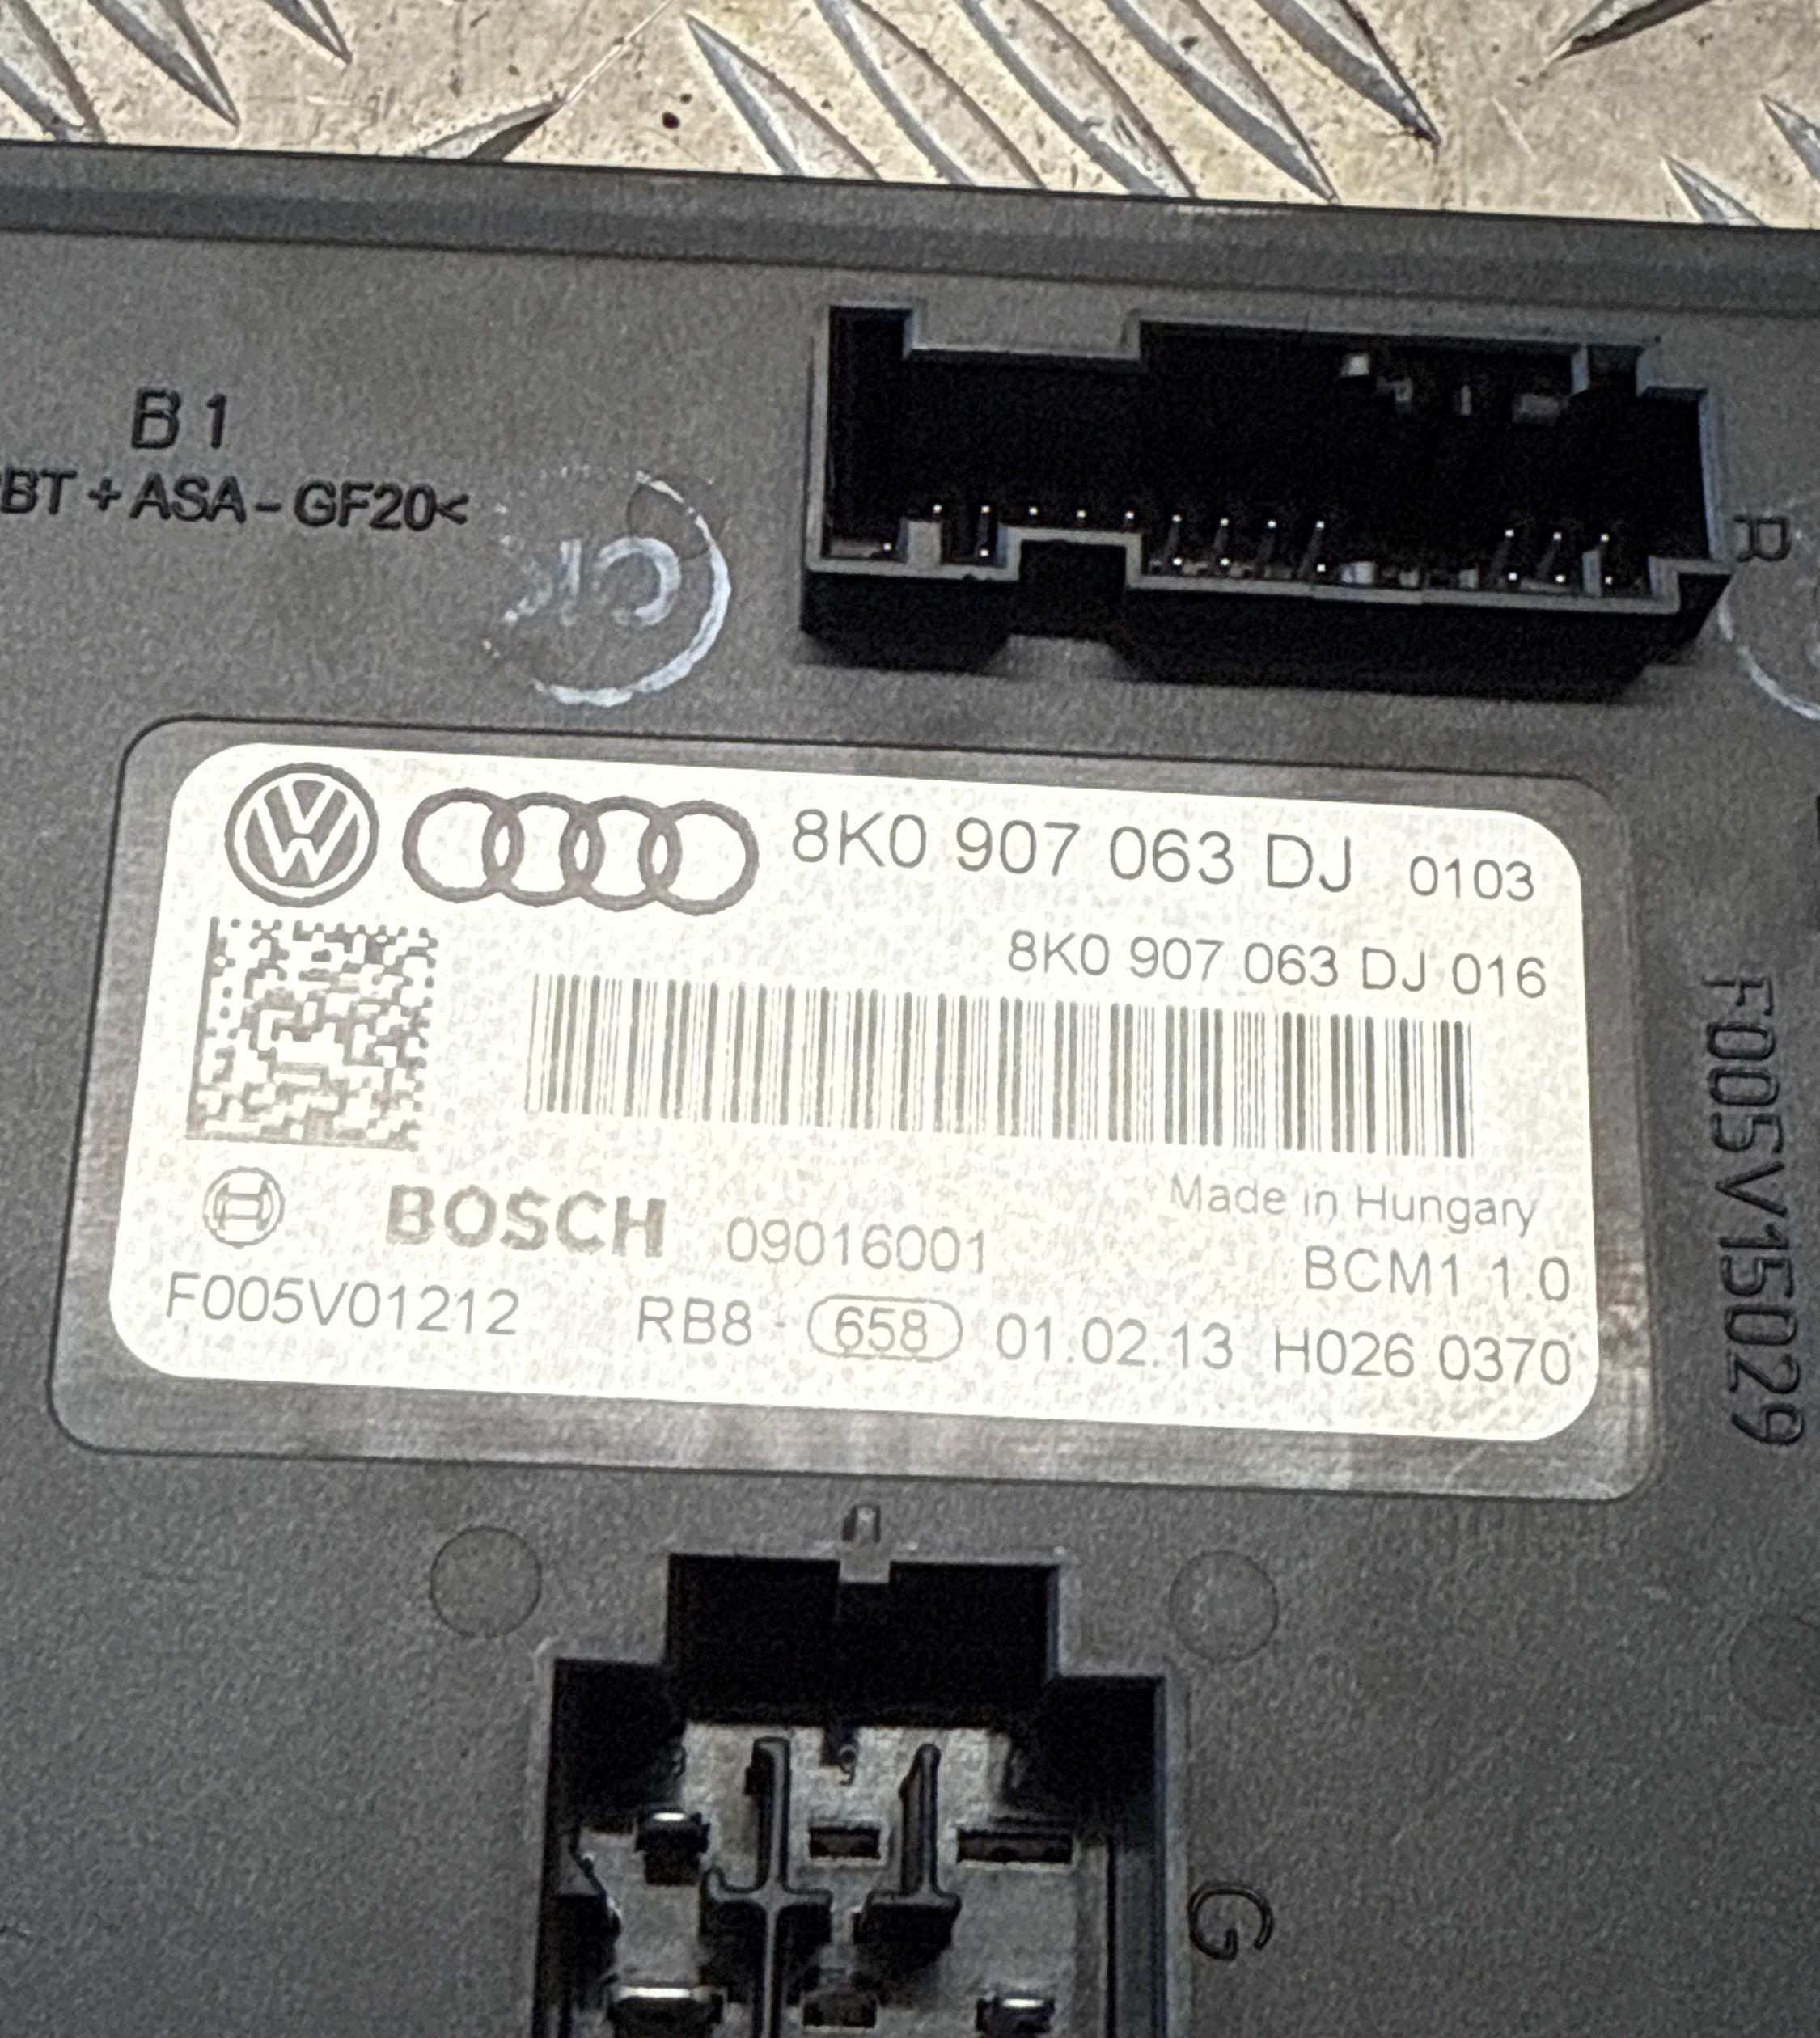 B1
BT+ASA-GF20<
R
8K0 907 063 DJ 0103
8K0 907 063 DJ 016
Made in Hungary
BOSCH 09016001
BCM1 1.0
F005V01212 RB8 - 658 01.02.13 H026 0370
F005V15029
G